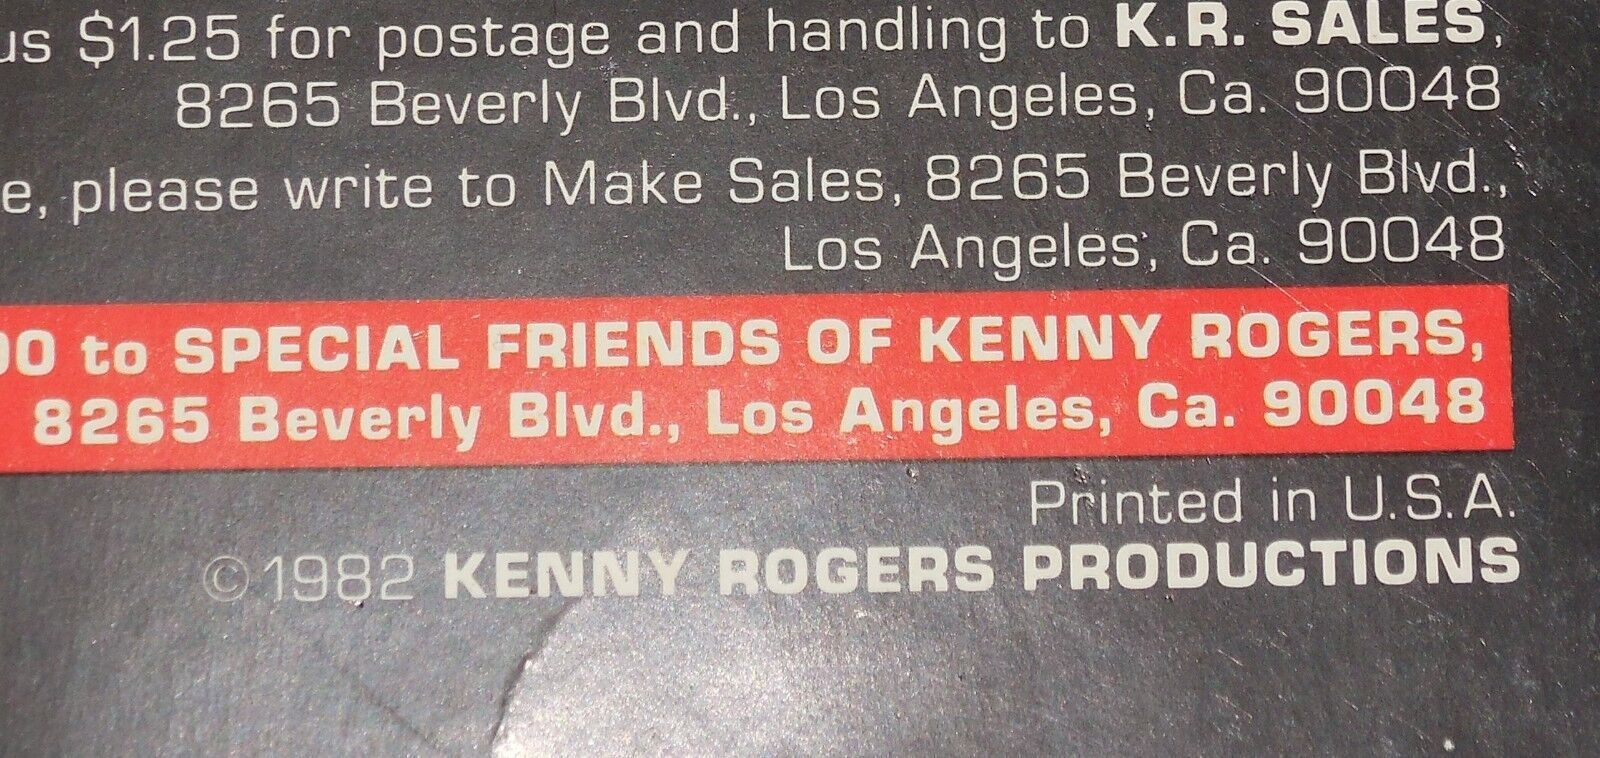 us $1.25 for postage and handling to K.R. SALES,
8265 Beverly Blvd., Los Angeles, Ca. 90048
e, please write to Make Sales, 8265 Beverly Blvd.,
Los Angeles, Ca. 90048
00 to SPECIAL FRIENDS OF KENNY ROGERS,
8265 Beverly Blvd., Los Angeles, Ca. 90048
Printed in U.S.A.
©1982 KENNY ROGERS PRODUCTIONS